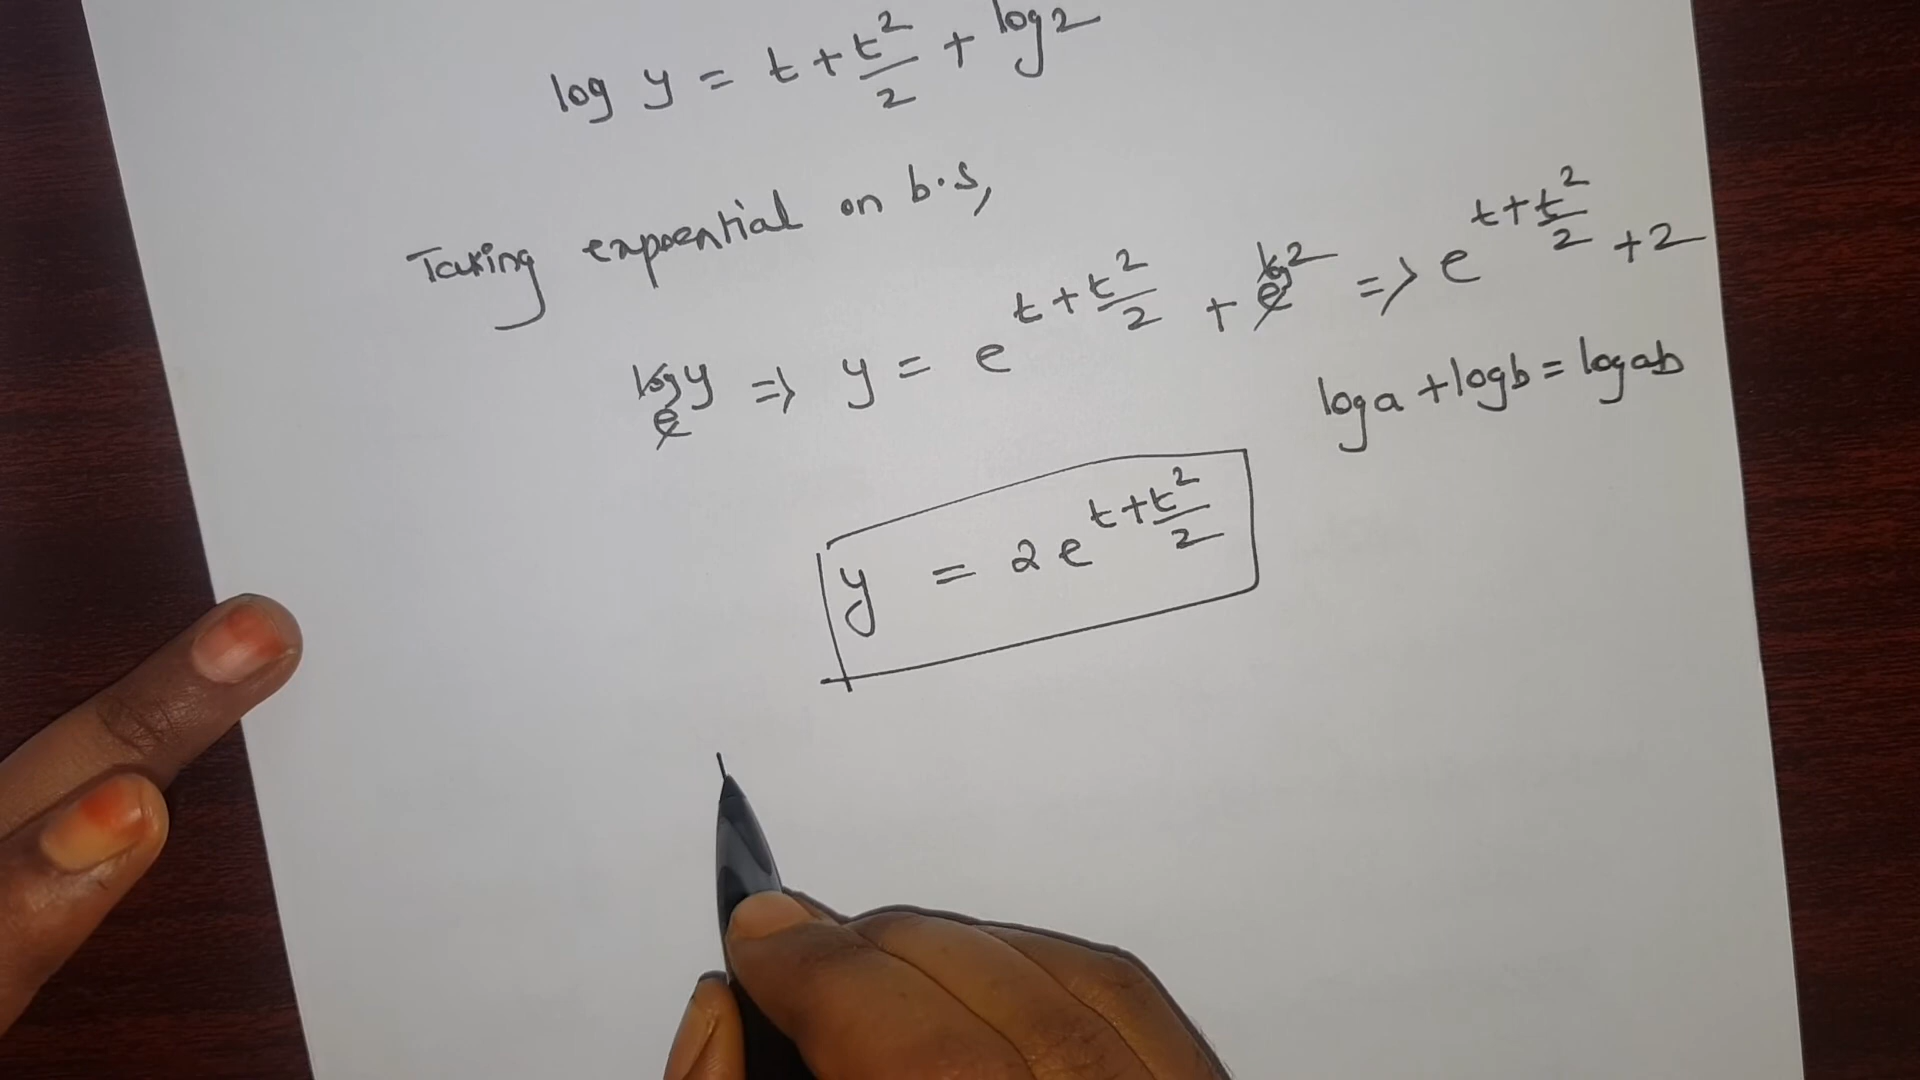 log y = t + t²/2 + log 2
Taking exponential on b.s,
e^(log y) => y = e^(t + t²/2) + e^(log 2) => e^(t + t²/2) + 2
log a + log b = log ab
y = 2 e^(t + t²/2)